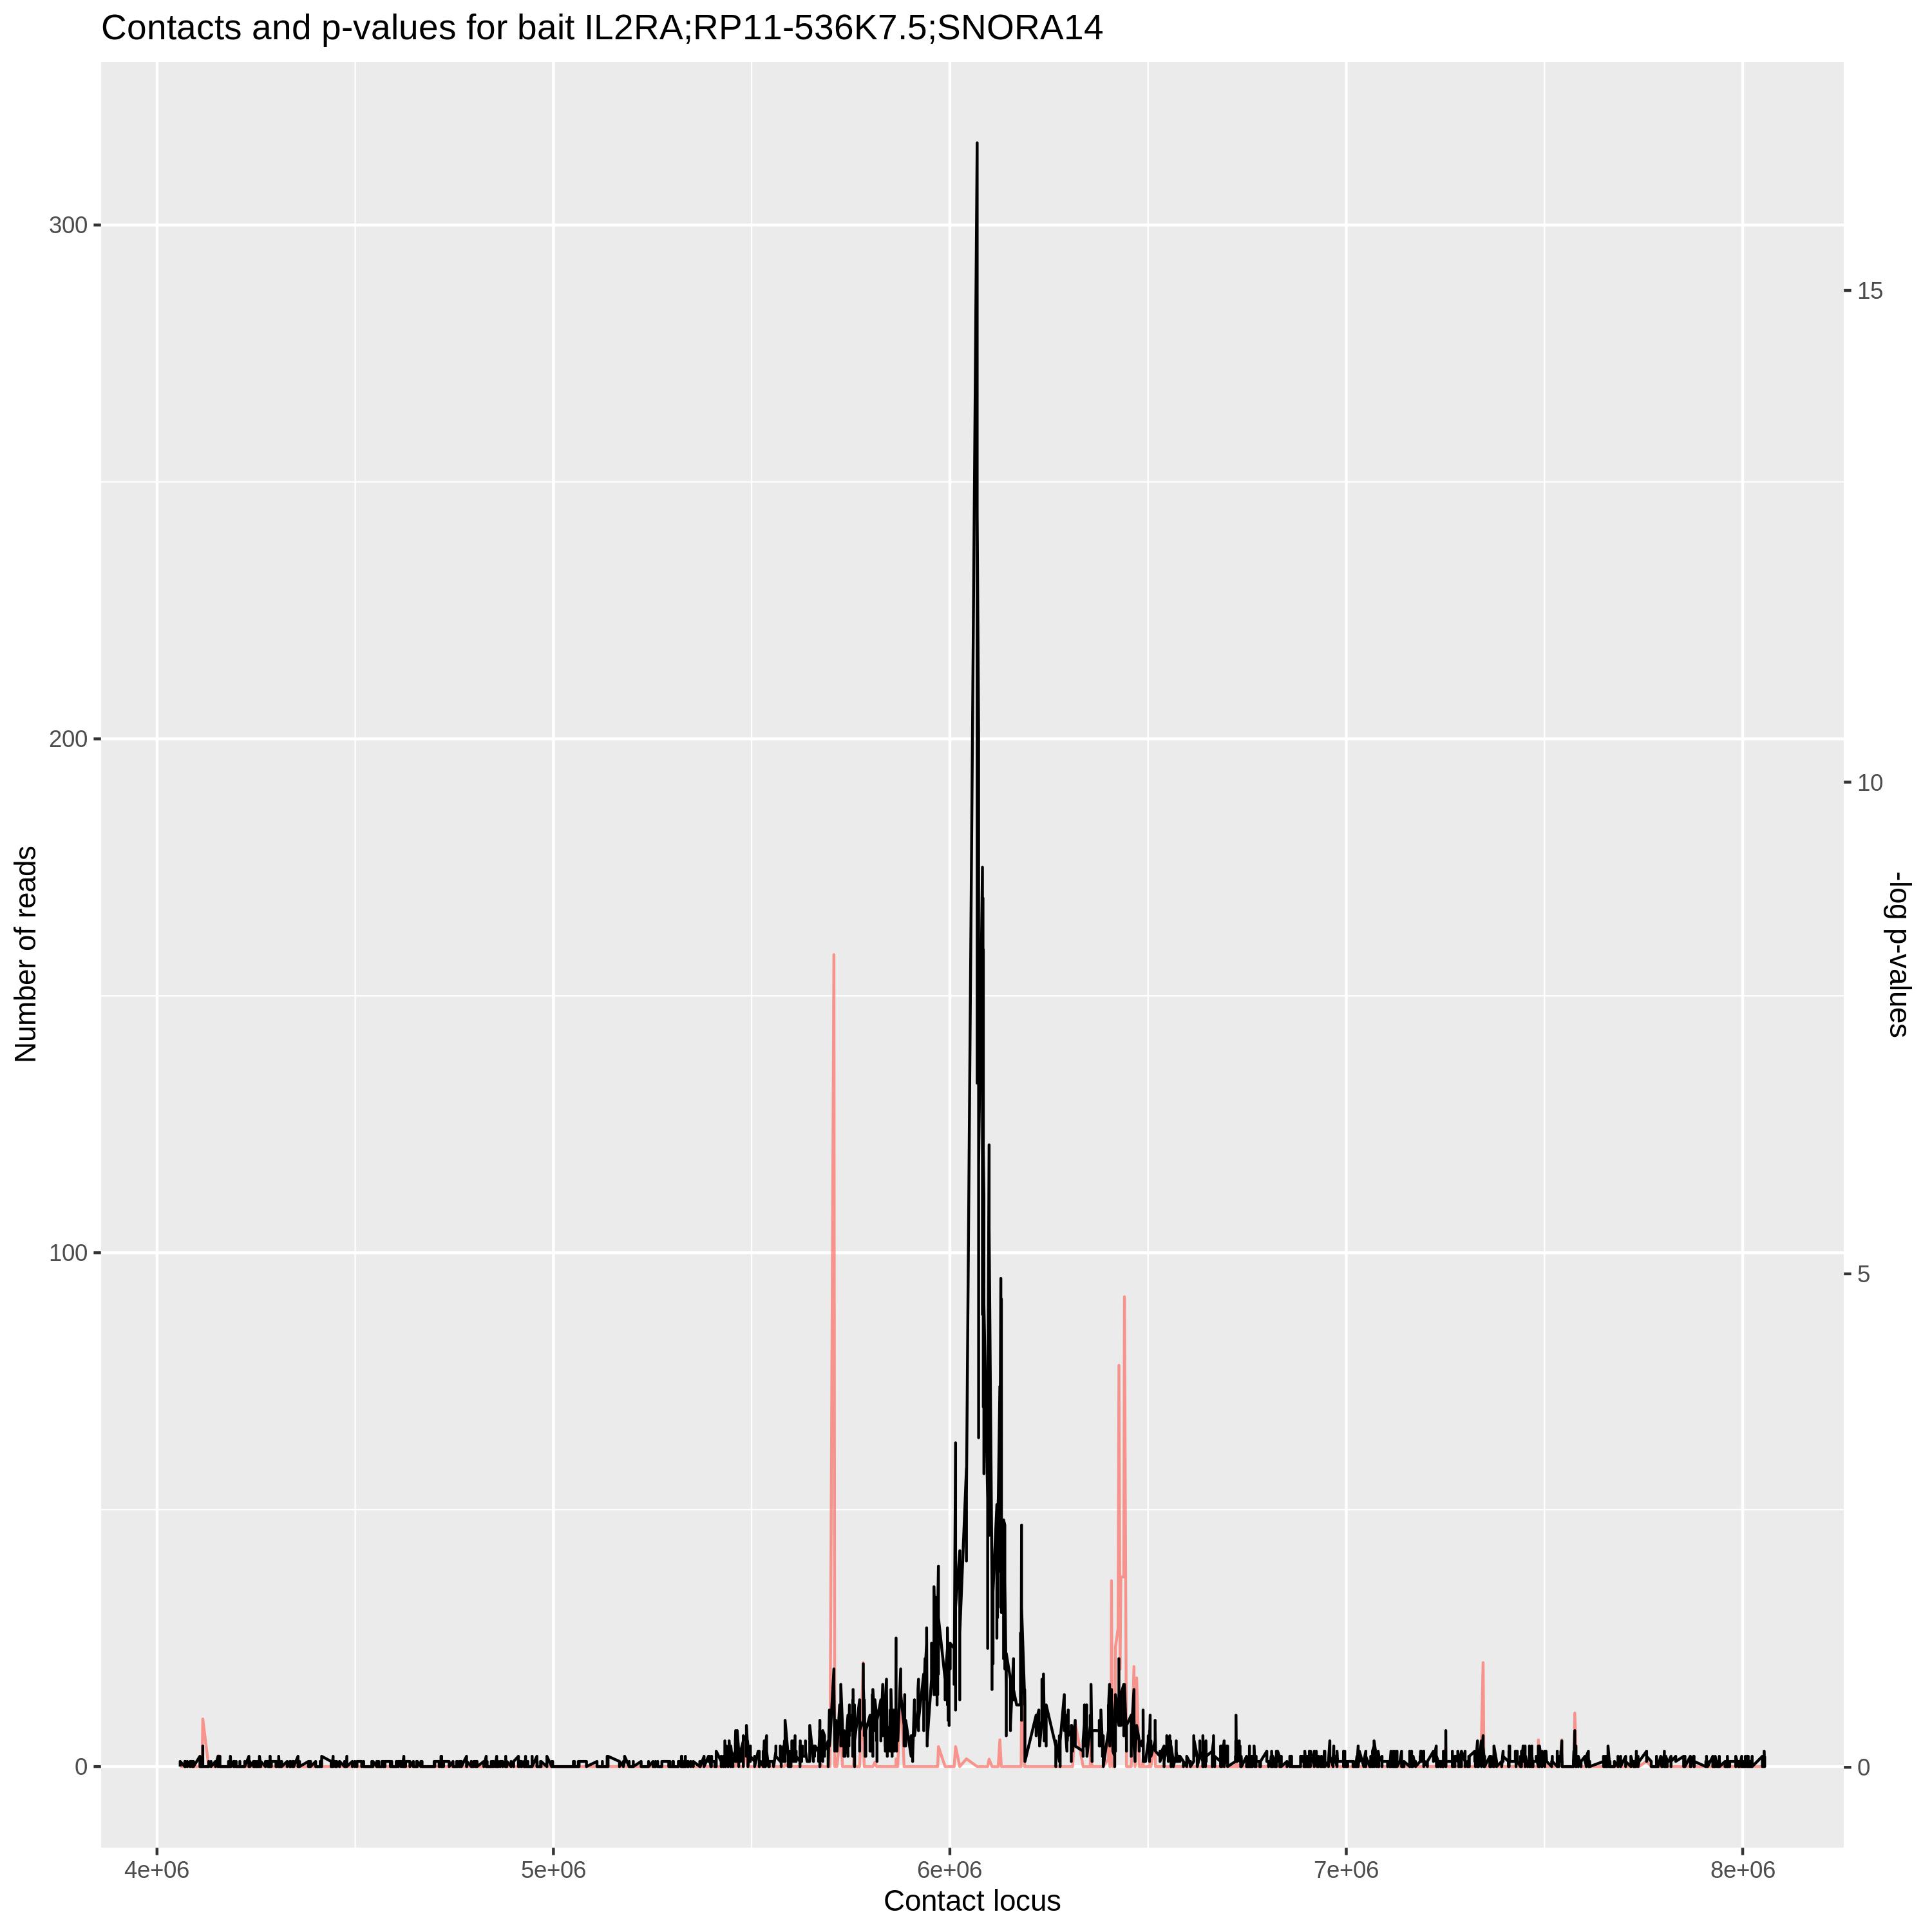 Contacts and p-values for bait IL2RA;RP11-536K7.5;SNORA14
300
200
100
0
Number of reads
15
10
5
0
-log p-values
4e+06 5e+06 6e+06 7e+06 8e+06
Contact locus